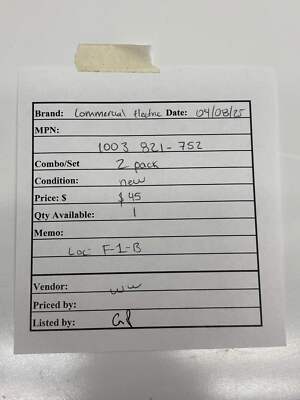 Brand: Commercial Electric Date: 04/08/25
MPN:
1003 821-752
Combo/Set 2 pack
Condition: new
Price: $ $45
Qty Available: 1
Memo:
Loc- F-1-B
Vendor: WW
Priced by:
Listed by: